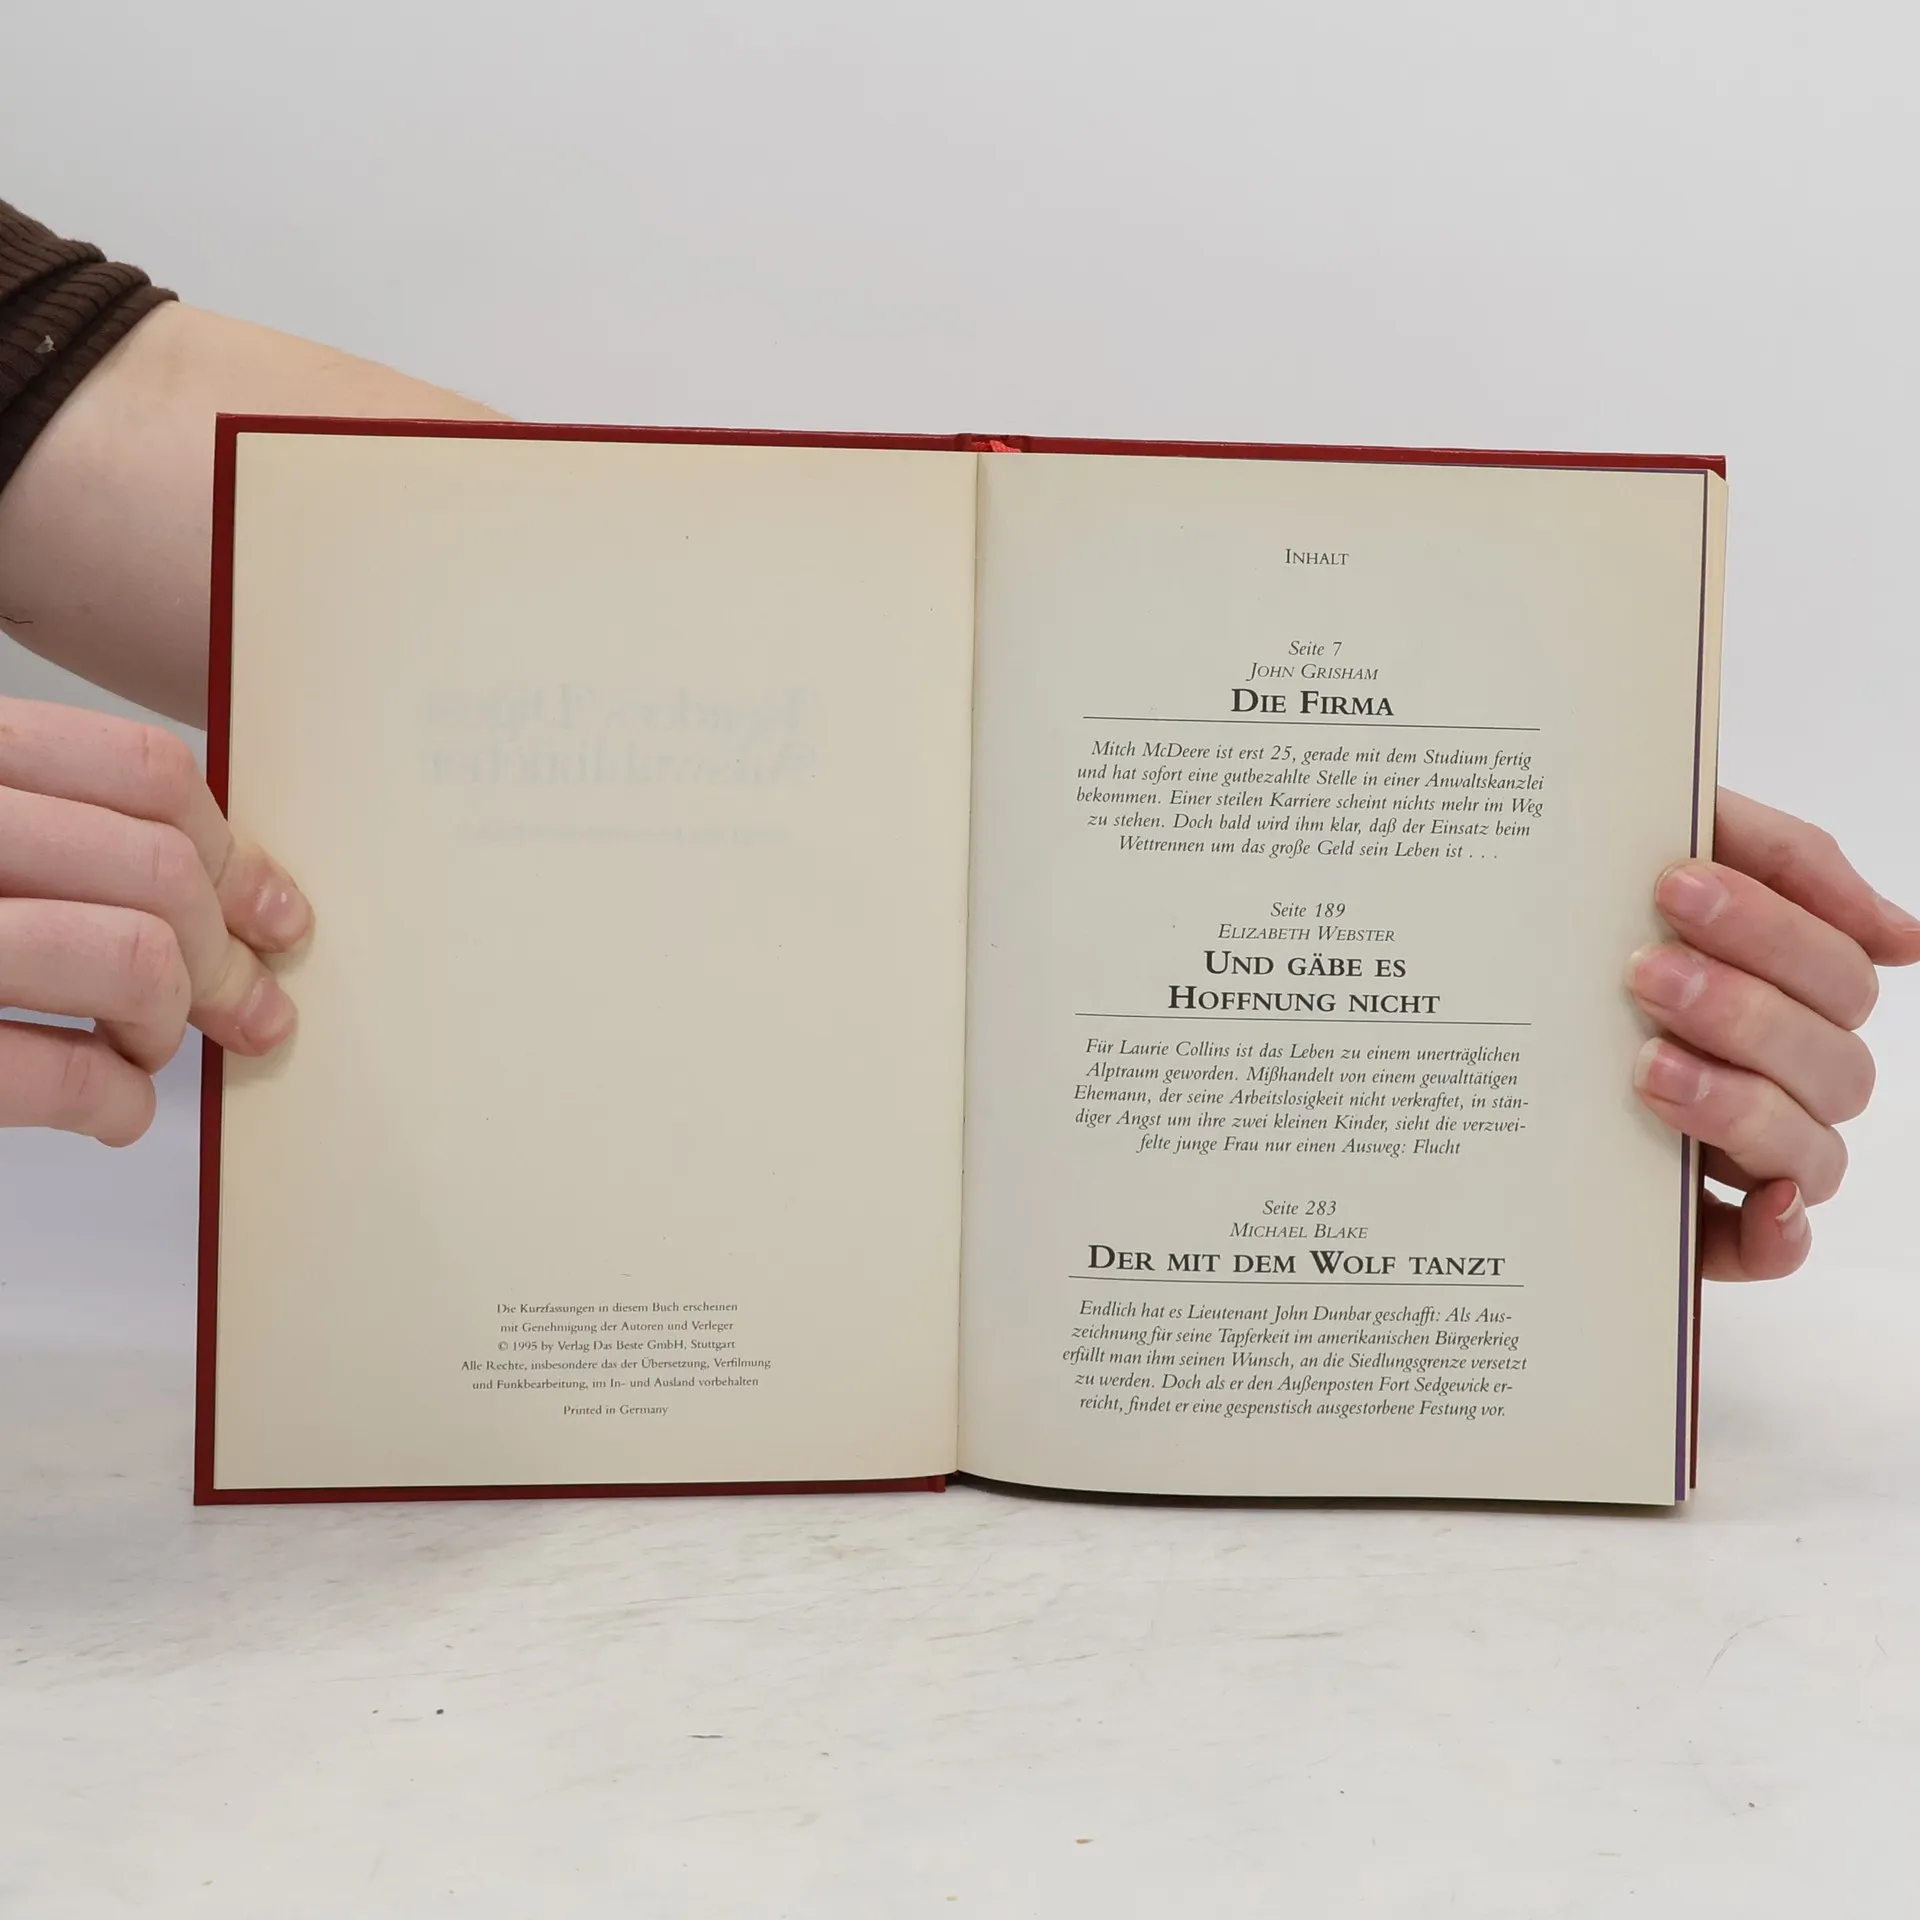 Die Kurzfassungen in diesem Buch erscheinen
mit Genehmigung der Autoren und Verleger
© 1995 by Verlag Das Beste GmbH, Stuttgart
Alle Rechte, insbesondere das der Übersetzung, Verfilmung
und Funkbearbeitung, im In- und Ausland vorbehalten
Printed in Germany
INHALT
Seite 7
JOHN GRISHAM
DIE FIRMA
Mitch McDeere ist erst 25, gerade mit dem Studium fertig
und hat sofort eine gutbezahlte Stelle in einer Anwaltskanzlei
bekommen. Einer steilen Karriere scheint nichts mehr im Weg
zu stehen. Doch bald wird ihm klar, daß der Einsatz beim
Wettrennen um das große Geld sein Leben ist . . .
Seite 189
ELIZABETH WEBSTER
UND GÄBE ES
HOFFNUNG NICHT
Für Laurie Collins ist das Leben zu einem unerträglichen
Alptraum geworden. Mißhandelt von einem gewalttätigen
Ehemann, der seine Arbeitslosigkeit nicht verkraftet, in stän-
diger Angst um ihre zwei kleinen Kinder, sieht die verzwei-
felte junge Frau nur einen Ausweg: Flucht
Seite 283
MICHAEL BLAKE
DER MIT DEM WOLF TANZT
Endlich hat es Lieutenant John Dunbar geschafft: Als Aus-
zeichnung für seine Tapferkeit im amerikanischen Bürgerkrieg
erfüllt man ihm seinen Wunsch, an die Siedlungsgrenze versetzt
zu werden. Doch als er den Außenposten Fort Sedgewick er-
reicht, findet er eine gespenstisch ausgestorbene Festung vor.